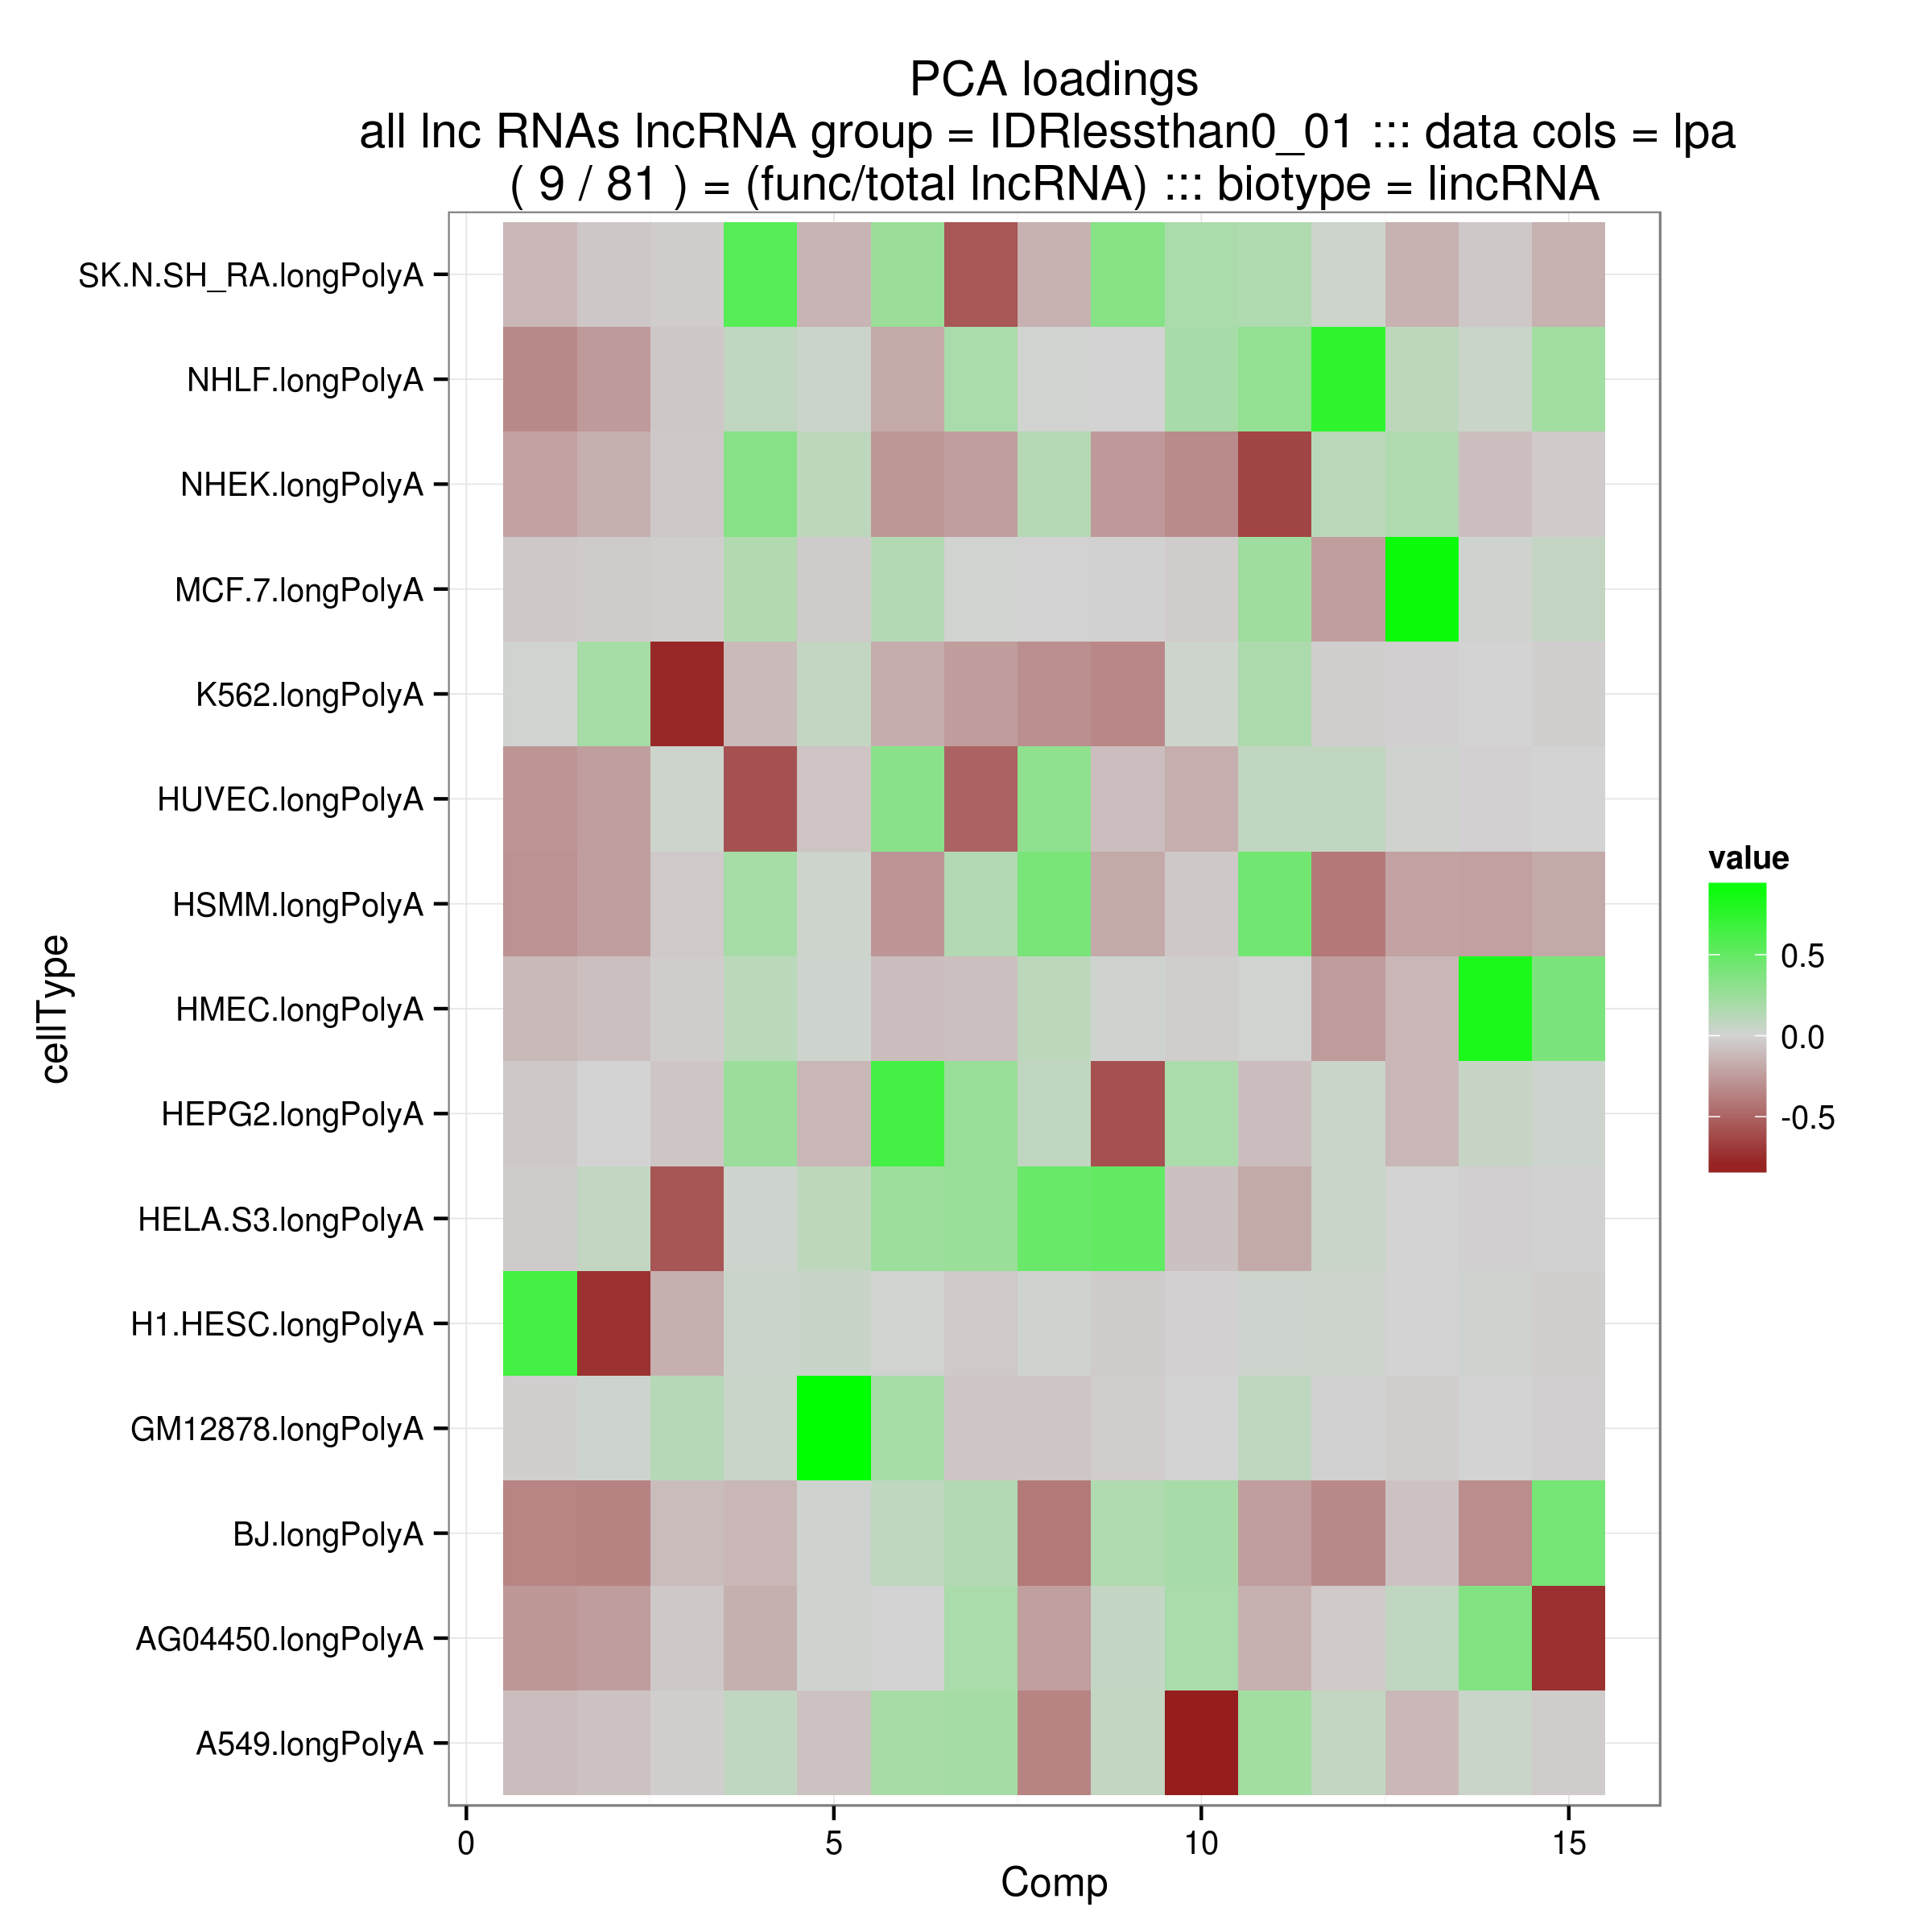 PCA loadings
all lnc RNAs lncRNA group = IDRlessthan0_01 ::: data cols = lpa
( 9 / 81 ) = (func/total lncRNA) ::: biotype = lincRNA
cellType
SK.N.SH_RA.longPolyA
NHLF.longPolyA
NHEK.longPolyA
MCF.7.longPolyA
K562.longPolyA
HUVEC.longPolyA
HSMM.longPolyA
HMEC.longPolyA
HEPG2.longPolyA
HELA.S3.longPolyA
H1.HESC.longPolyA
GM12878.longPolyA
BJ.longPolyA
AG04450.longPolyA
A549.longPolyA
0 5 10 15
Comp
value
0.5
0.0
-0.5